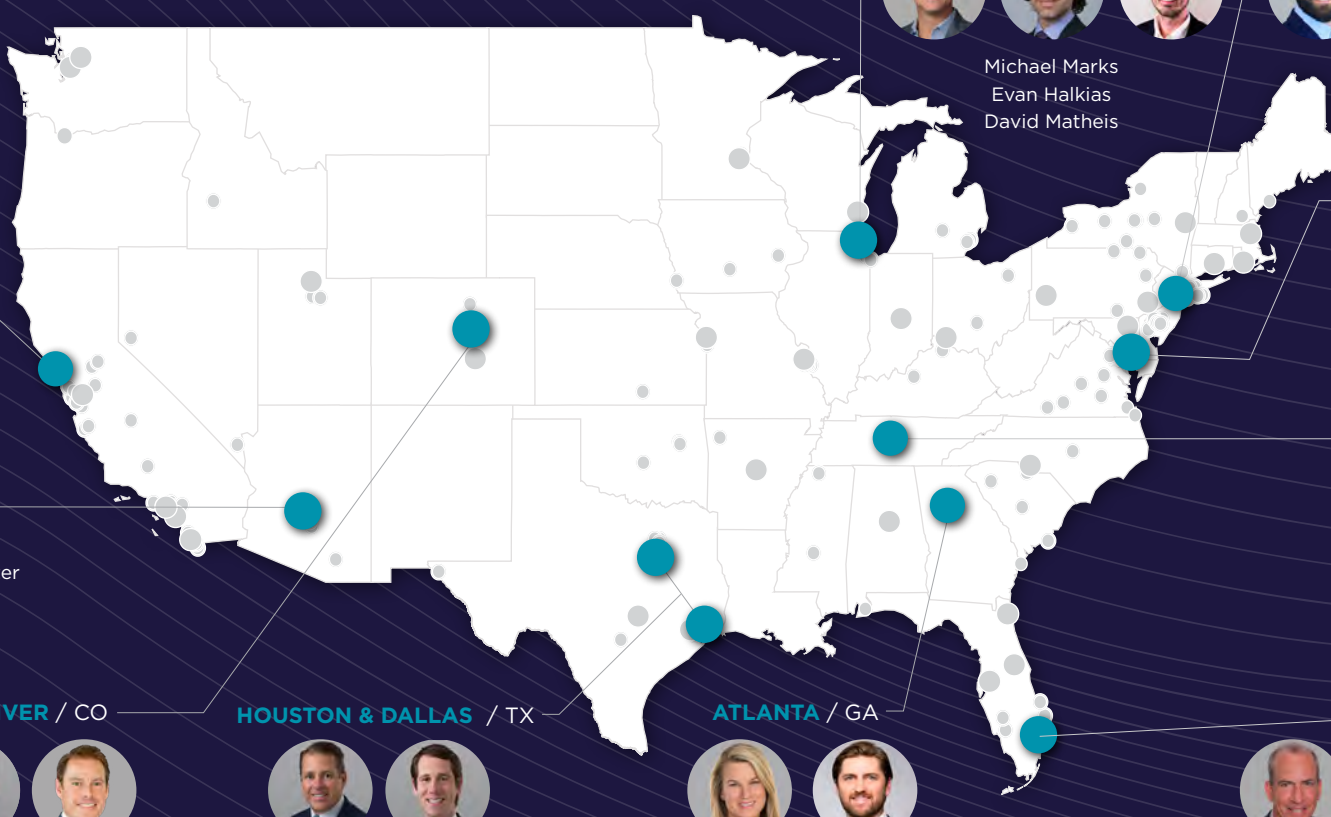 Michael Marks
Evan Halkias
David Matheis
er
VER / CO
HOUSTON & DALLAS / TX
ATLANTA / GA